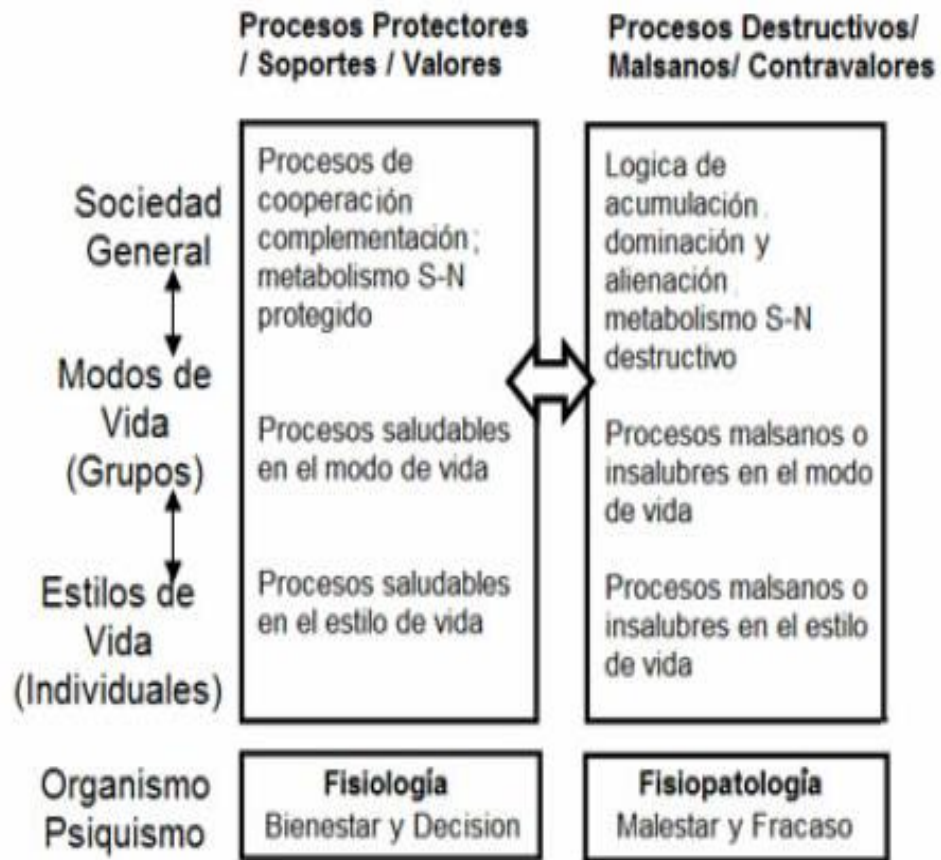 Procesos Protectores
/ Soportes / Valores
Procesos Destructivos/
Malsanos/ Contravalores
Sociedad
General
Procesos de
cooperación
complementación;
metabolismo S-N
protegido
Logica de
acumulación
dominación y
alienación
metabolismo S-N
destructivo
Modos de
Vida
(Grupos)
Procesos saludables
en el modo de vida
Procesos malsanos o
insalubres en el modo
de vida
Estilos de
Vida
(Individuales)
Procesos saludables
en el estilo de vida
Procesos malsanos o
insalubres en el estilo
de vida
Organismo
Psiquismo
Fisiología
Bienestar y Decision
Fisiopatología
Malestar y Fracaso